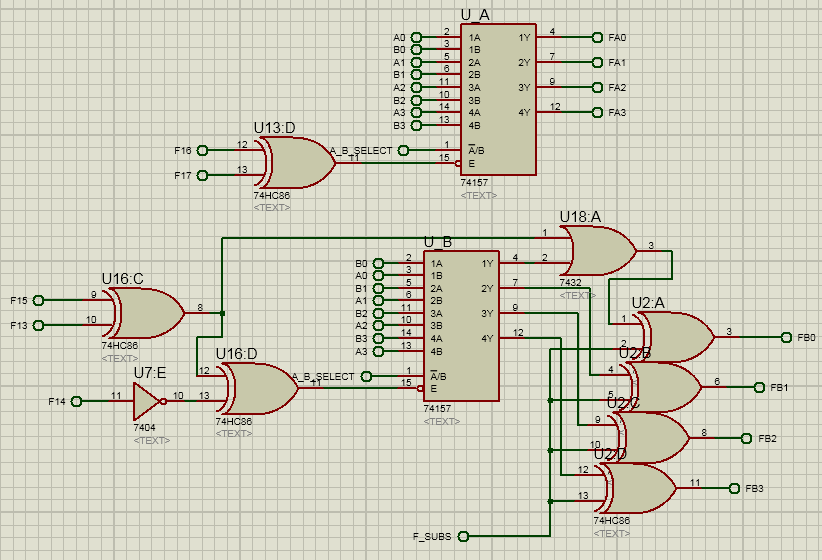 U_A
A0 2 1A 1Y 4 FA0
B0 3 1B
A1 5 2A 2Y 7 FA1
B1 6 2B
A2 11 3A 3Y 9 FA2
B2 10 3B
A3 14 4A 4Y 12 FA3
B3 13 4B
U13:D
F16 12
A_B_SELECT 1 A/B
11 15 E
F17 13
74HC86
<TEXT>
74157
<TEXT>
U18:A
1
3
2
7432
<TEXT>
U_B
B0 2 1A 1Y 4
A0 3 1B
B1 5 2A 2Y 7
A1 6 2B
B2 11 3A 3Y 9
A2 10 3B
B3 14 4A 4Y 12
A3 13 4B
U16:C
F15 9
8
F13 10
74HC86
<TEXT>
U7:E
F14 11 10
7404
<TEXT>
U16:D
12
A_B_SELECT 1 A/B
11 15 E
13
74HC86
<TEXT>
74157
<TEXT>
U2:A
1
3 FB0
2
U2:B
4
6 FB1
5
U2:C
9
8 FB2
10
U2:D
12
11 FB3
13
74HC86
<TEXT>
F_SUBS